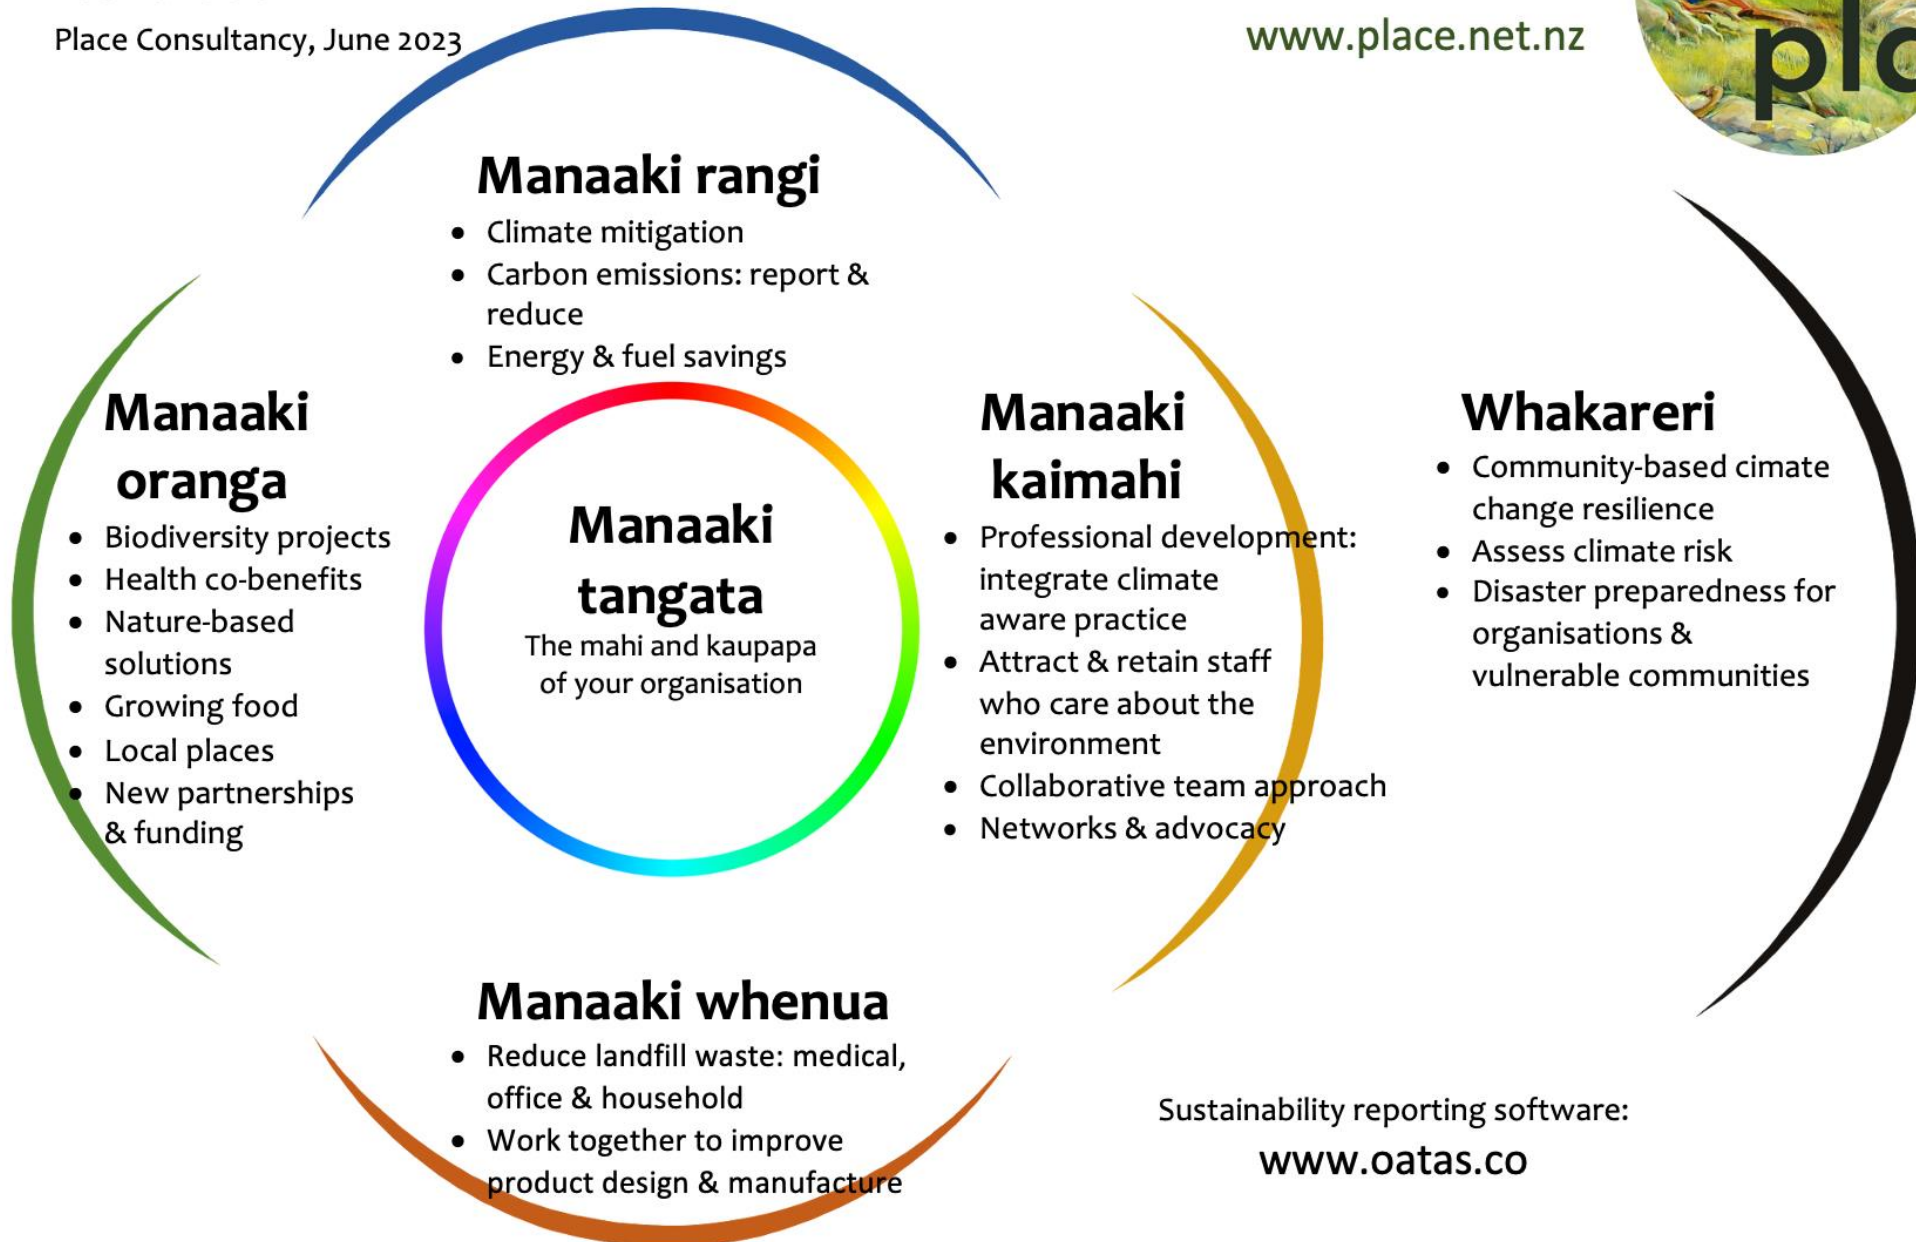 Place Consultancy, June 2023
www.place.net.nz
Manaaki rangi
• Climate mitigation
• Carbon emissions: report &
reduce
• Energy & fuel savings
Manaaki
oranga
• Biodiversity projects
• Health co-benefits
• Nature-based
solutions
• Growing food
• Local places
• New partnerships
& funding
Manaaki
tangata
The mahi and kaupapa
of your organisation
Manaaki
kaimahi
• Professional development:
integrate climate
aware practice
• Attract & retain staff
who care about the
environment
• Collaborative team approach
• Networks & advocacy
Whakareri
• Community-based cimate
change resilience
• Assess climate risk
• Disaster preparedness for
organisations &
vulnerable communities
Manaaki whenua
• Reduce landfill waste: medical,
office & household
• Work together to improve
product design & manufacture
Sustainability reporting software:
www.oatas.co